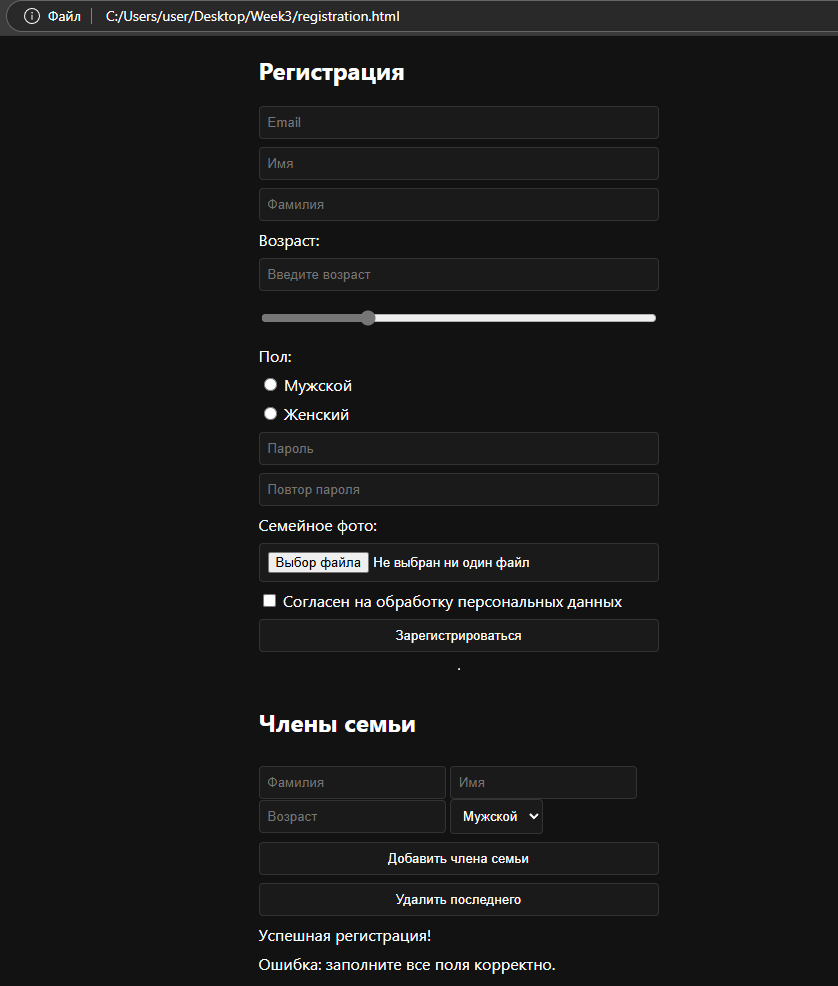 Файл C:/Users/user/Desktop/Week3/registration.html
Регистрация
Email
Имя
Фамилия
Возраст:
Введите возраст
Пол:
Мужской
Женский
Пароль
Повтор пароля
Семейное фото:
Выбор файла Не выбран ни один файл
Согласен на обработку персональных данных
Зарегистрироваться
.
Члены семьи
Фамилия Имя
Возраст Мужской
Добавить члена семьи
Удалить последнего
Успешная регистрация!
Ошибка: заполните все поля корректно.